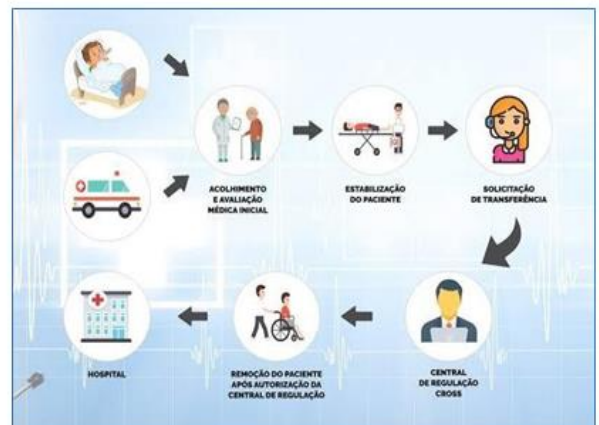 ACOLHIMENTO
E AVALIAÇÃO
MÉDICA INICIAL
ESTABILIZAÇÃO
DO PACIENTE
SOLICITAÇÃO
DE TRANSFERÊNCIA
HOSPITAL
REMOÇÃO DO PACIENTE
APÓS AUTORIZAÇÃO DA
CENTRAL DE REGULAÇÃO
CENTRAL
DE REGULAÇÃO
CROSS